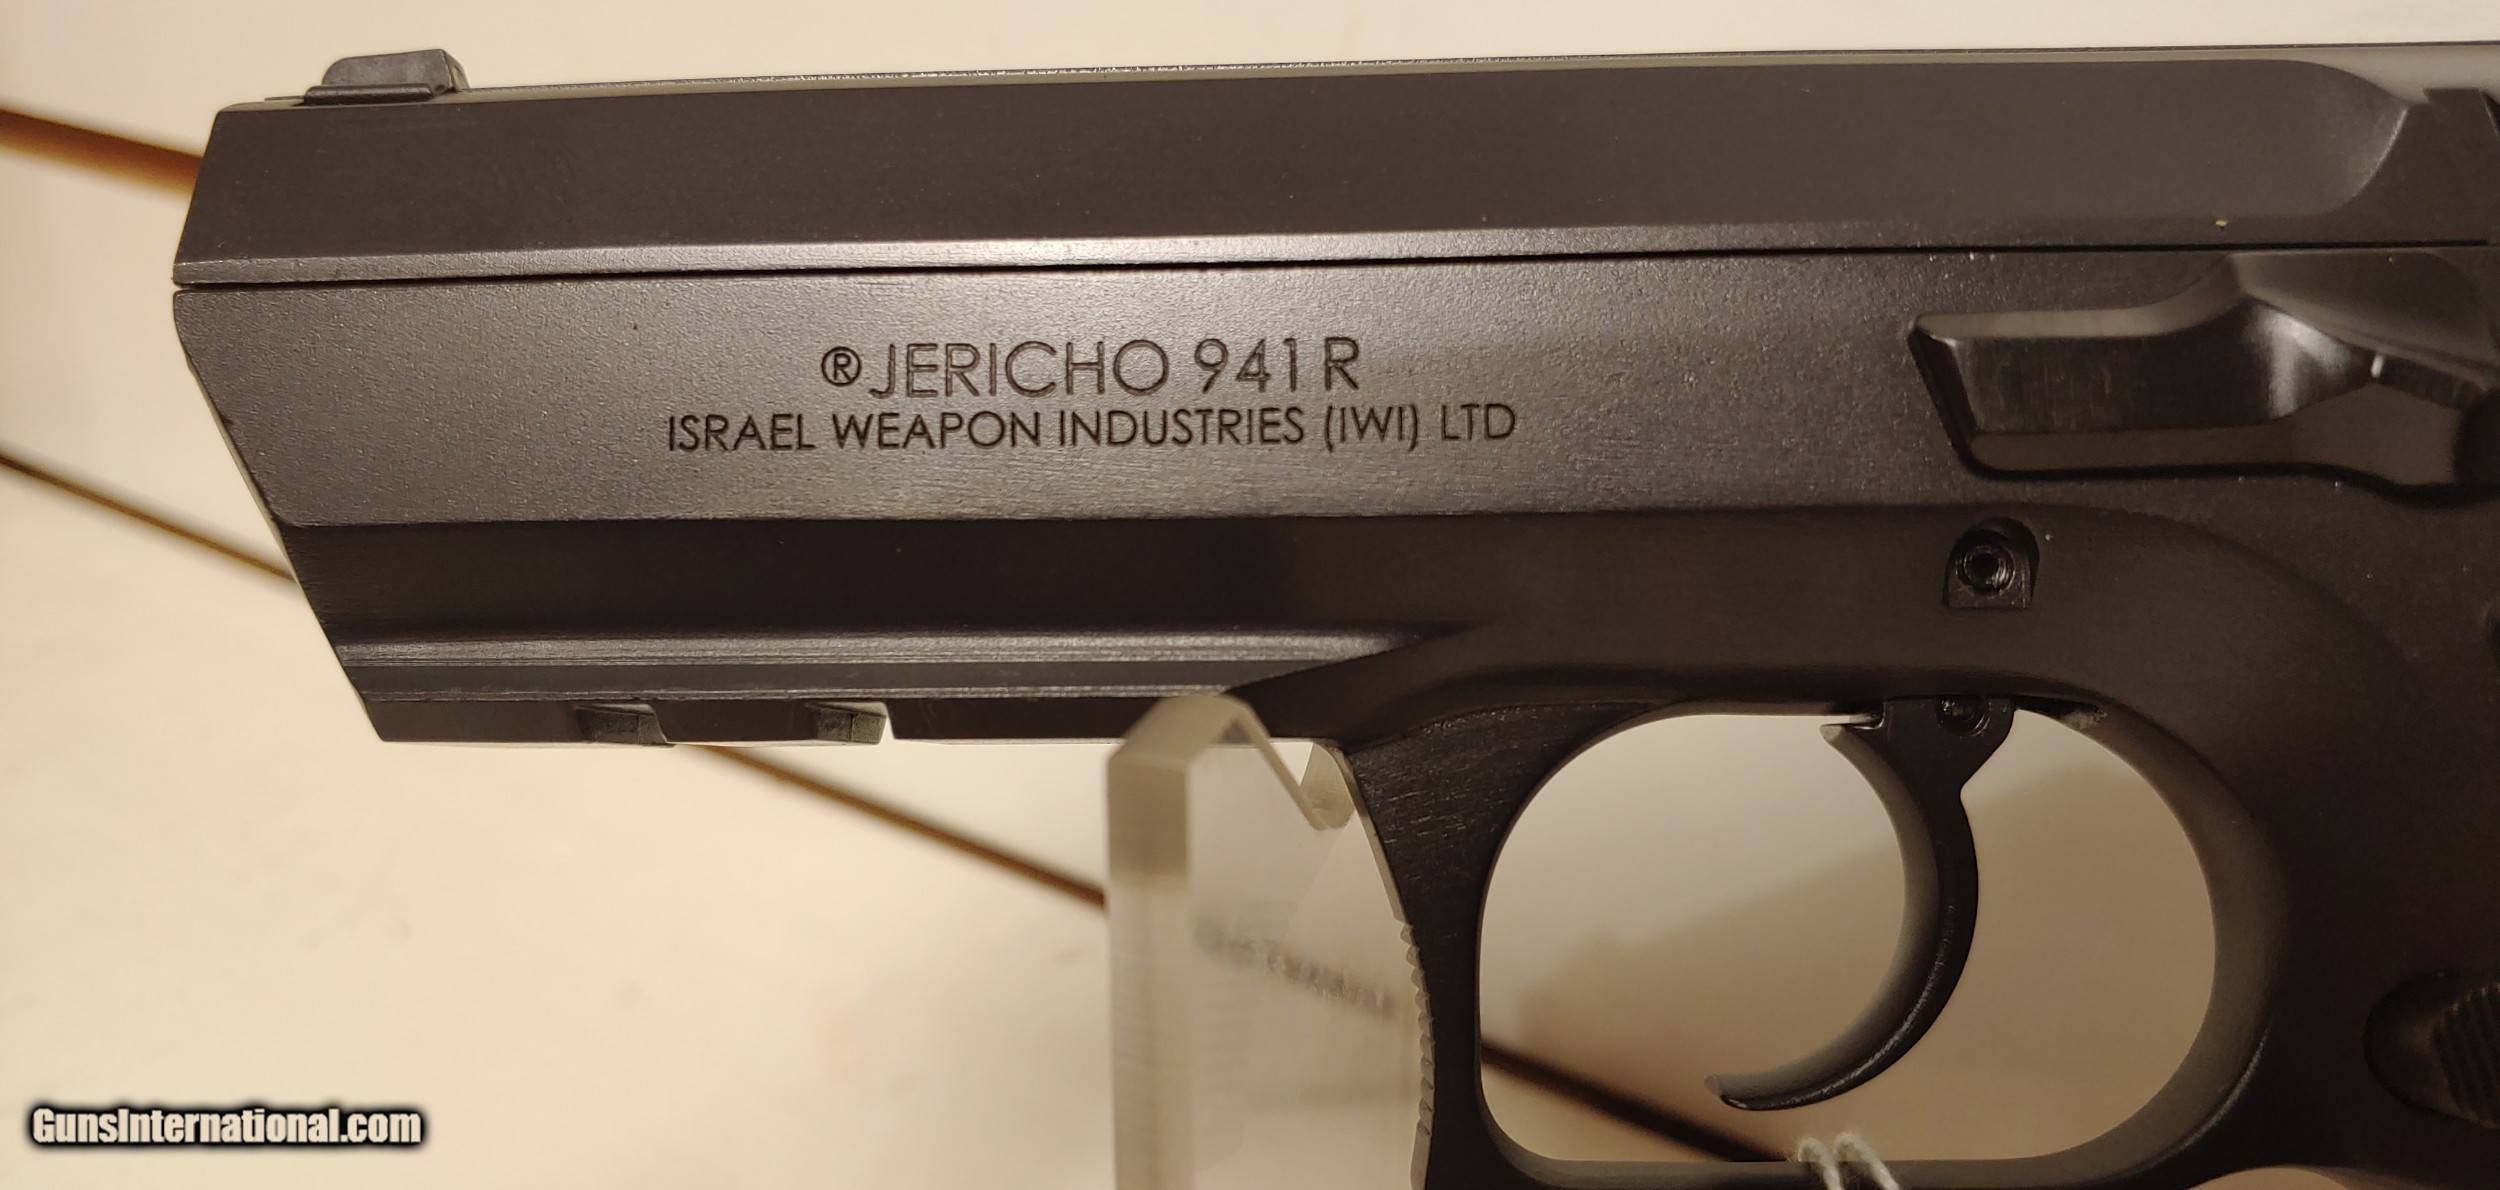 ® JERICHO 941 R
ISRAEL WEAPON INDUSTRIES (IWI) LTD
GunsInternational.com